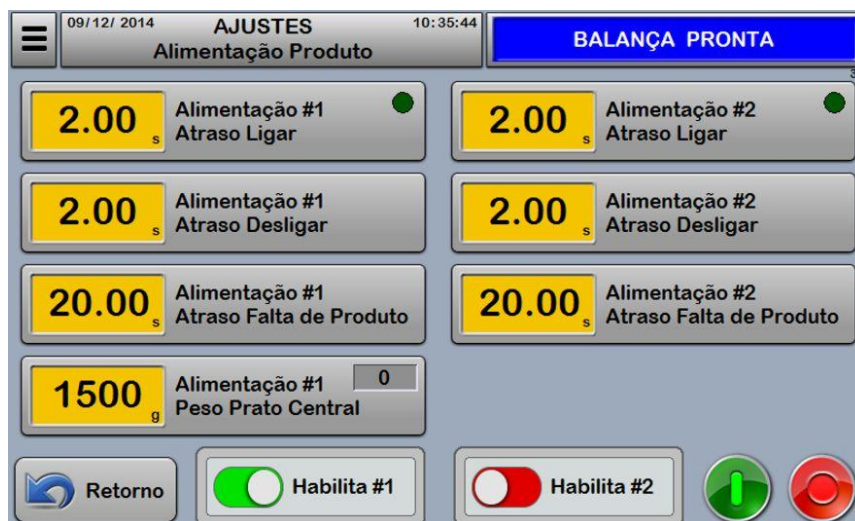 09/12/ 2014
AJUSTES
10:35:44
Alimentação Produto
BALANÇA PRONTA
3
2.00 s
Alimentação #1
Atraso Ligar
2.00 s
Alimentação #2
Atraso Ligar
2.00 s
Alimentação #1
Atraso Desligar
2.00 s
Alimentação #2
Atraso Desligar
20.00 s
Alimentação #1
Atraso Falta de Produto
20.00 s
Alimentação #2
Atraso Falta de Produto
1500 g
Alimentação #1
0
Peso Prato Central
Retorno
Habilita #1
Habilita #2